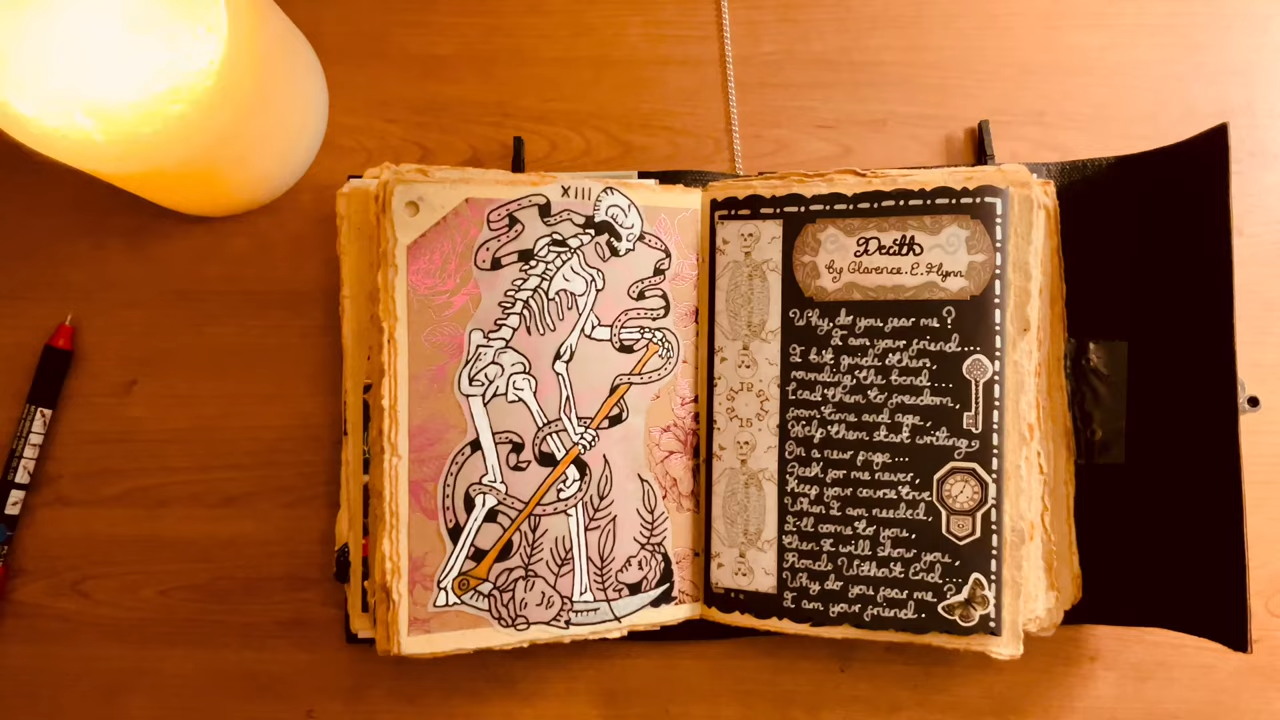 XIII
Death
by Clarence.E.Flynn
Why, do you fear me?
I am your friend...
I but guide others,
rounding the bend...
Lead them to freedom,
from time and age,
Help them start writing,
On a new page...
Seek for me never,
Keep your course true
When I am needed,
I'll come to you,
then I will show you,
Roads Without End...
Why do you fear me?
I am your friend.